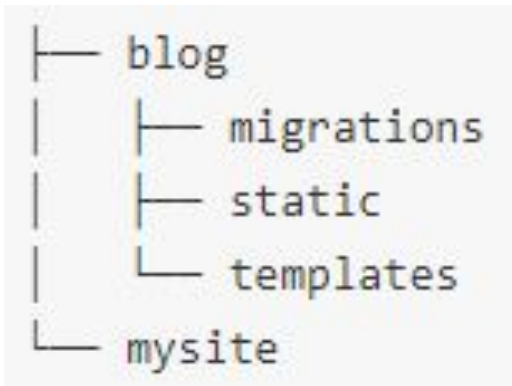 ├── blog
│   ├── migrations
│   ├── static
│   └── templates
└── mysite